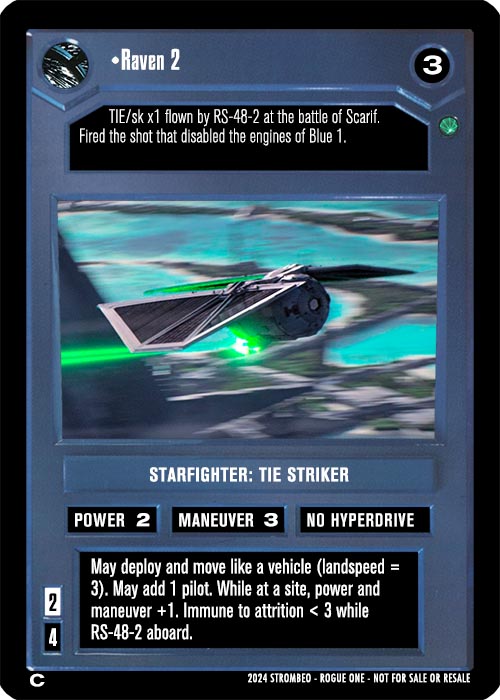 •Raven 2
3
TIE/sk x1 flown by RS-48-2 at the battle of Scarif.
Fired the shot that disabled the engines of Blue 1.
STARFIGHTER: TIE STRIKER
POWER 2 MANEUVER 3 NO HYPERDRIVE
May deploy and move like a vehicle (landspeed =
3). May add 1 pilot. While at a site, power and
maneuver +1. Immune to attrition < 3 while
RS-48-2 aboard.
2
4
C
2024 STROMBEO - ROGUE ONE - NOT FOR SALE OR RESALE